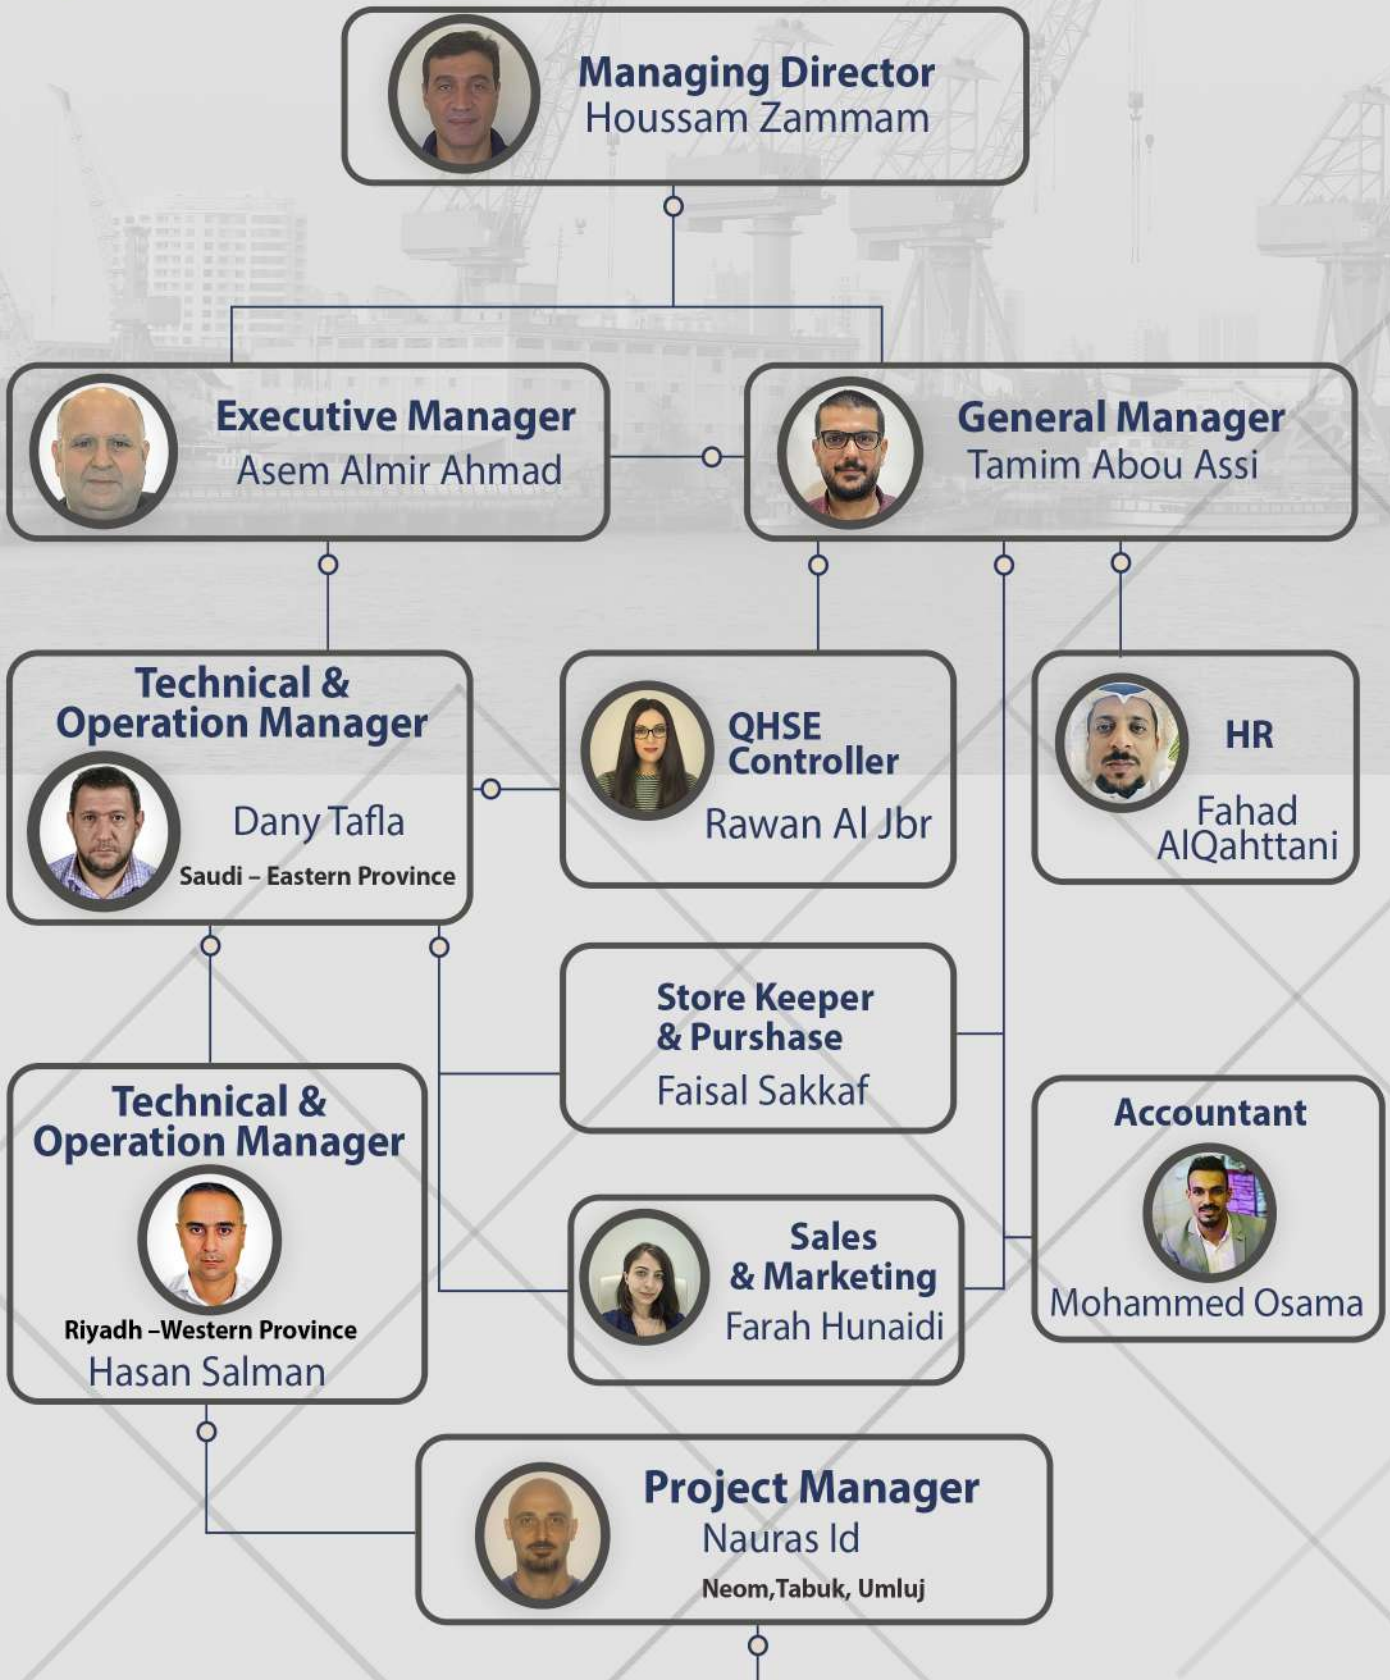 Managing Director
Houssam Zammam
Executive Manager
Asem Almir Ahmad
General Manager
Tamim Abou Assi
Technical &
Operation Manager
Dany Tafla
Saudi – Eastern Province
QHSE
Controller
Rawan Al Jbr
HR
Fahad
AlQahttani
Store Keeper
& Purshase
Faisal Sakkaf
Technical &
Operation Manager
Riyadh –Western Province
Hasan Salman
Sales
& Marketing
Farah Hunaidi
Accountant
Mohammed Osama
Project Manager
Nauras Id
Neom,Tabuk, Umluj